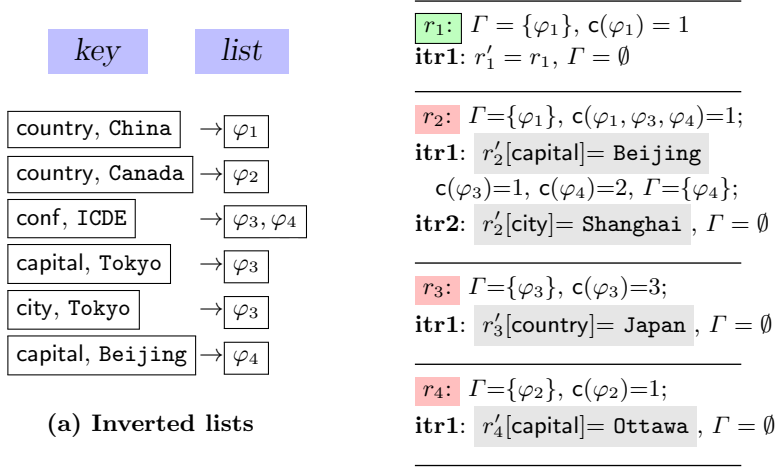 key list
country, China → φ1
country, Canada → φ2
conf, ICDE → φ3, φ4
capital, Tokyo → φ3
city, Tokyo → φ3
capital, Beijing → φ4
(a) Inverted lists
r1: Γ = {φ1}, c(φ1) = 1
itr1: r′1 = r1, Γ = ∅
r2: Γ={φ1}, c(φ1, φ3, φ4)=1;
itr1: r′2[capital]= Beijing
c(φ3)=1, c(φ4)=2, Γ={φ4};
itr2: r′2[city]= Shanghai , Γ = ∅
r3: Γ={φ3}, c(φ3)=3;
itr1: r′3[country]= Japan , Γ = ∅
r4: Γ={φ2}, c(φ2)=1;
itr1: r′4[capital]= Ottawa , Γ = ∅